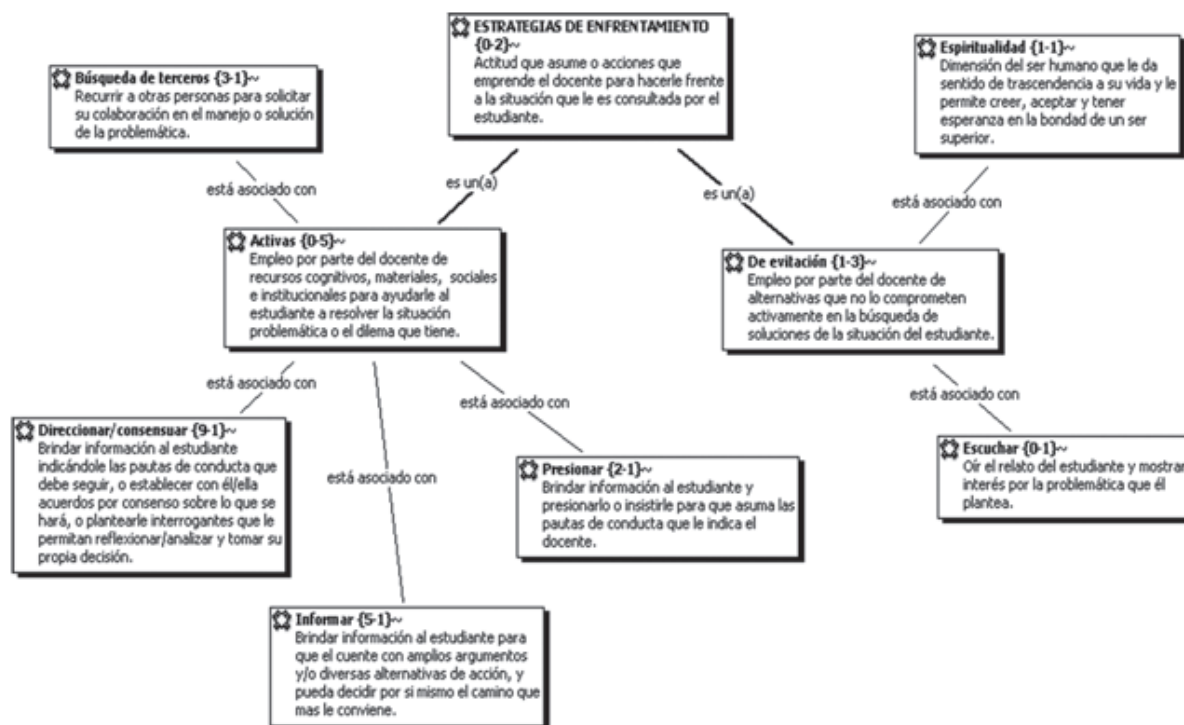 ESTRATEGIAS DE ENFRENTAMIENTO
{0-2}~
Actitud que asume o acciones que
emprende el docente para hacerle frente
a la situación que le es consultada por el
estudiante.
Búsqueda de terceros {3-1}~
Recurrir a otras personas para solicitar
su colaboración en el manejo o solución
de la problemática.
Espiritualidad {1-1}~
Dimensión del ser humano que le da
sentido de trascendencia a su vida y le
permite creer, aceptar y tener
esperanza en la bondad de un ser
superior.
está asociado con
es un(a)
es un(a)
está asociado con
Activas {0-5}~
Empleo por parte del docente de
recursos cognitivos, materiales, sociales
e institucionales para ayudarle al
estudiante a resolver la situación
problemática o el dilema que tiene.
De evitación {1-3}~
Empleo por parte del docente de
alternativas que no lo comprometen
activamente en la búsqueda de
soluciones de la situación del estudiante.
está asociado con
está asociado con
está asociado con
está asociado con
Direccionar/consensuar {9-1}~
Brindar información al estudiante
indicándole las pautas de conducta que
debe seguir, o establecer con él/ella
acuerdos por consenso sobre lo que se
hará, o plantearle interrogantes que le
permitan reflexionar/analizar y tomar su
propia decisión.
Presionar {2-1}~
Brindar información al estudiante y
presionarlo o insistirle para que asuma las
pautas de conducta que le indica el
docente.
Escuchar {0-1}~
Oír el relato del estudiante y mostrar
interés por la problemática que él
plantea.
Informar {5-1}~
Brindar información al estudiante para
que el cuente con amplios argumentos
y/o diversas alternativas de acción, y
pueda decidir por si mismo el camino que
mas le conviene.